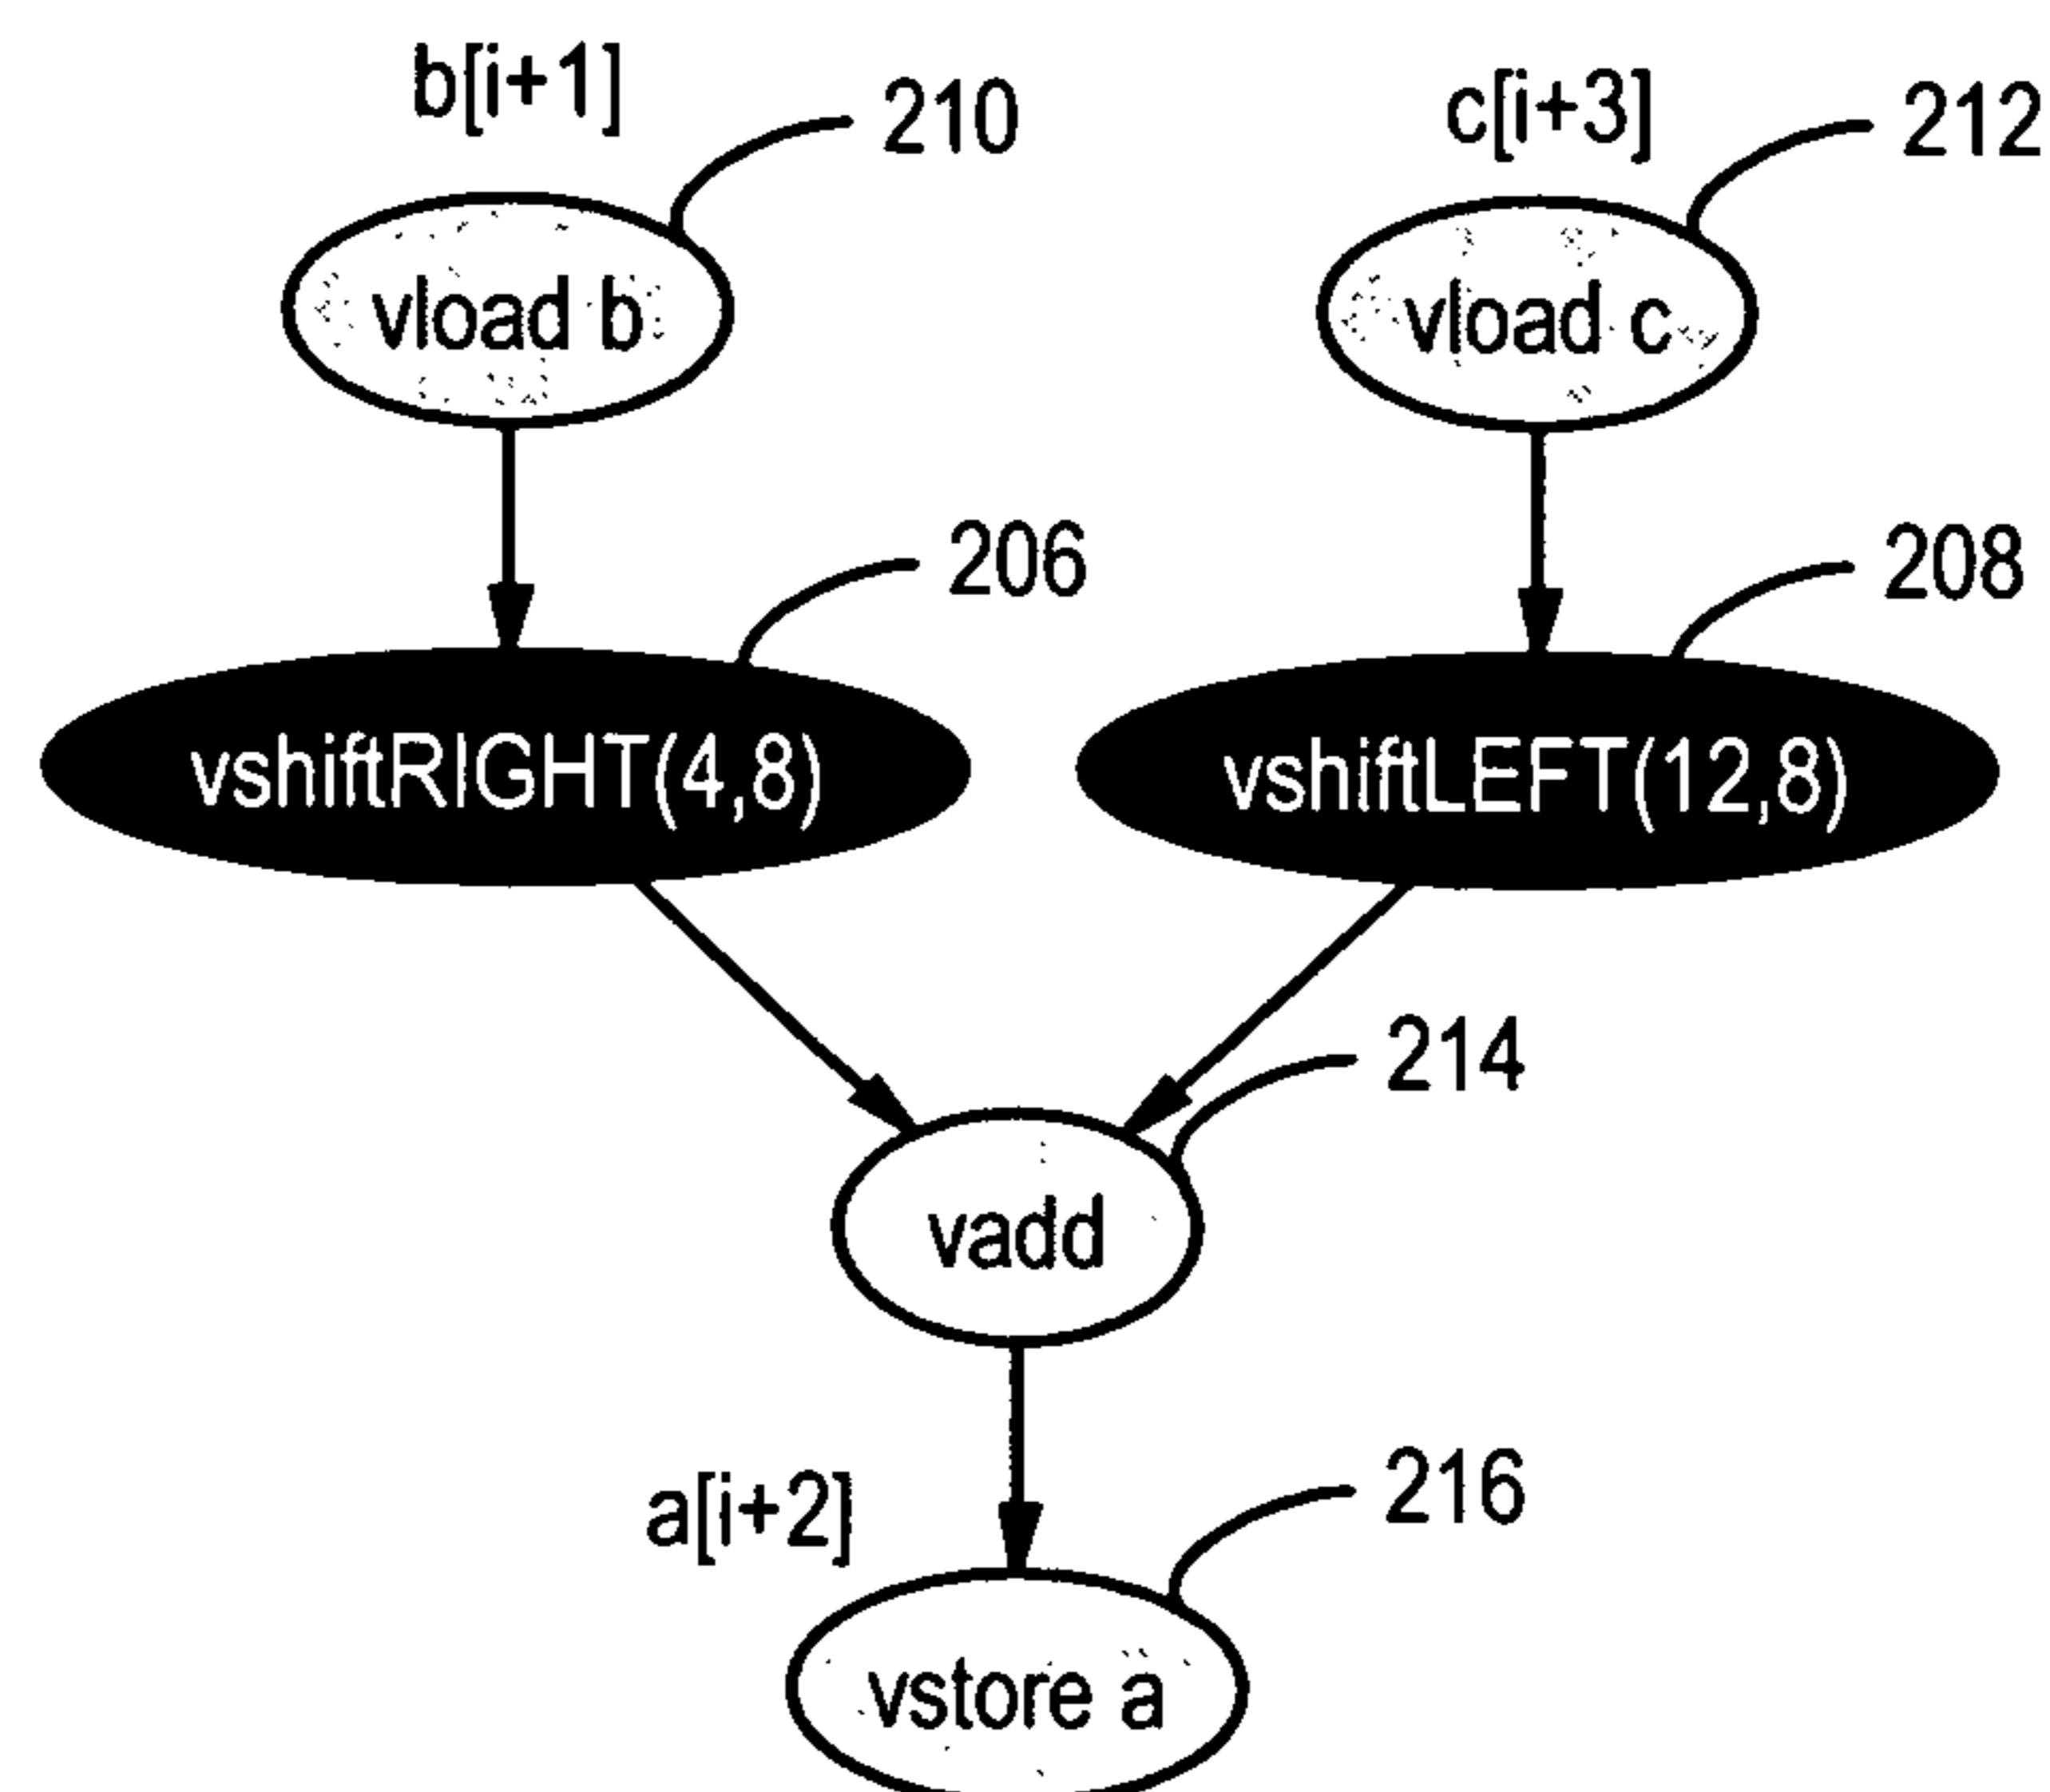 b[i+1]
210
c[i+3]
212
vload b
vload c
206
208
vshiftRIGHT(4,8)
vshiftLEFT(12,8)
214
vadd
a[i+2]
216
vstore a